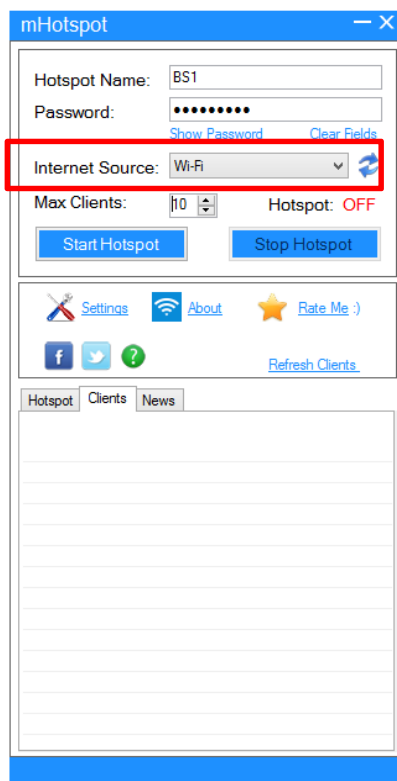 mHotspot
Hotspot Name: BS1
Password: •••••••••
Show Password Clear Fields
Internet Source: Wi-Fi
Max Clients: 10 Hotspot: OFF
Start Hotspot Stop Hotspot
Settings About Rate Me :)
f ?
Refresh Clients
Hotspot Clients News